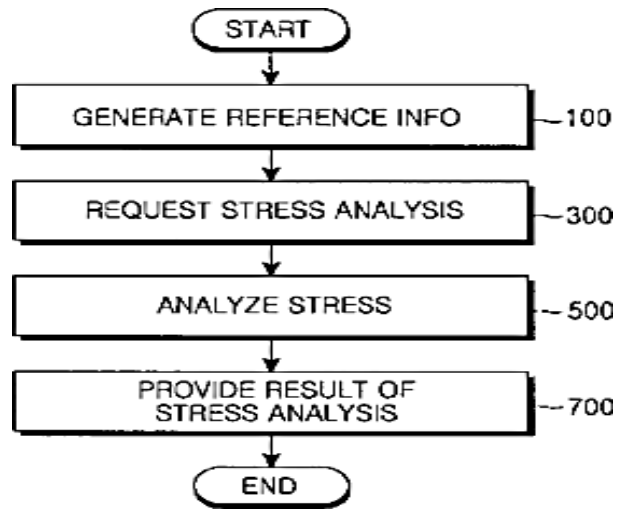 START
GENERATE REFERENCE INFO
100
REQUEST STRESS ANALYSIS
300
ANALYZE STRESS
500
PROVIDE RESULT OF
STRESS ANALYSIS
700
END